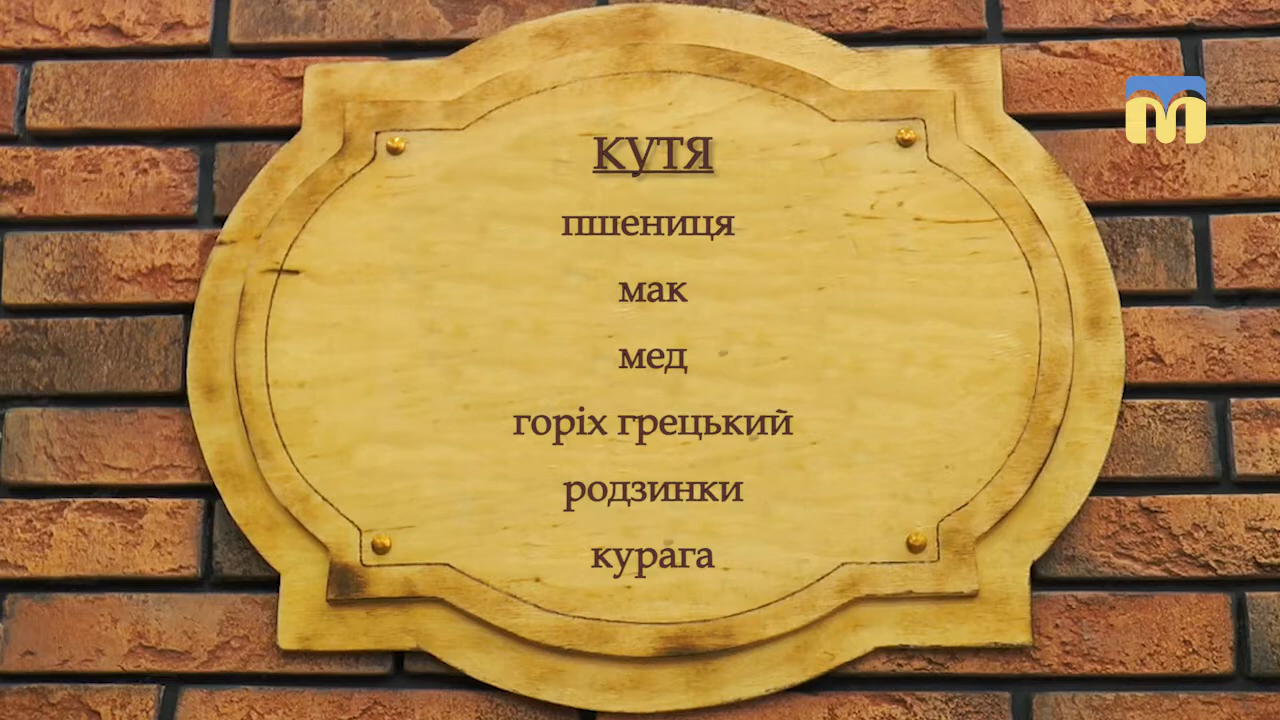 КУТЯ
пшениця
мак
мед
горіх грецький
родзинки
курага